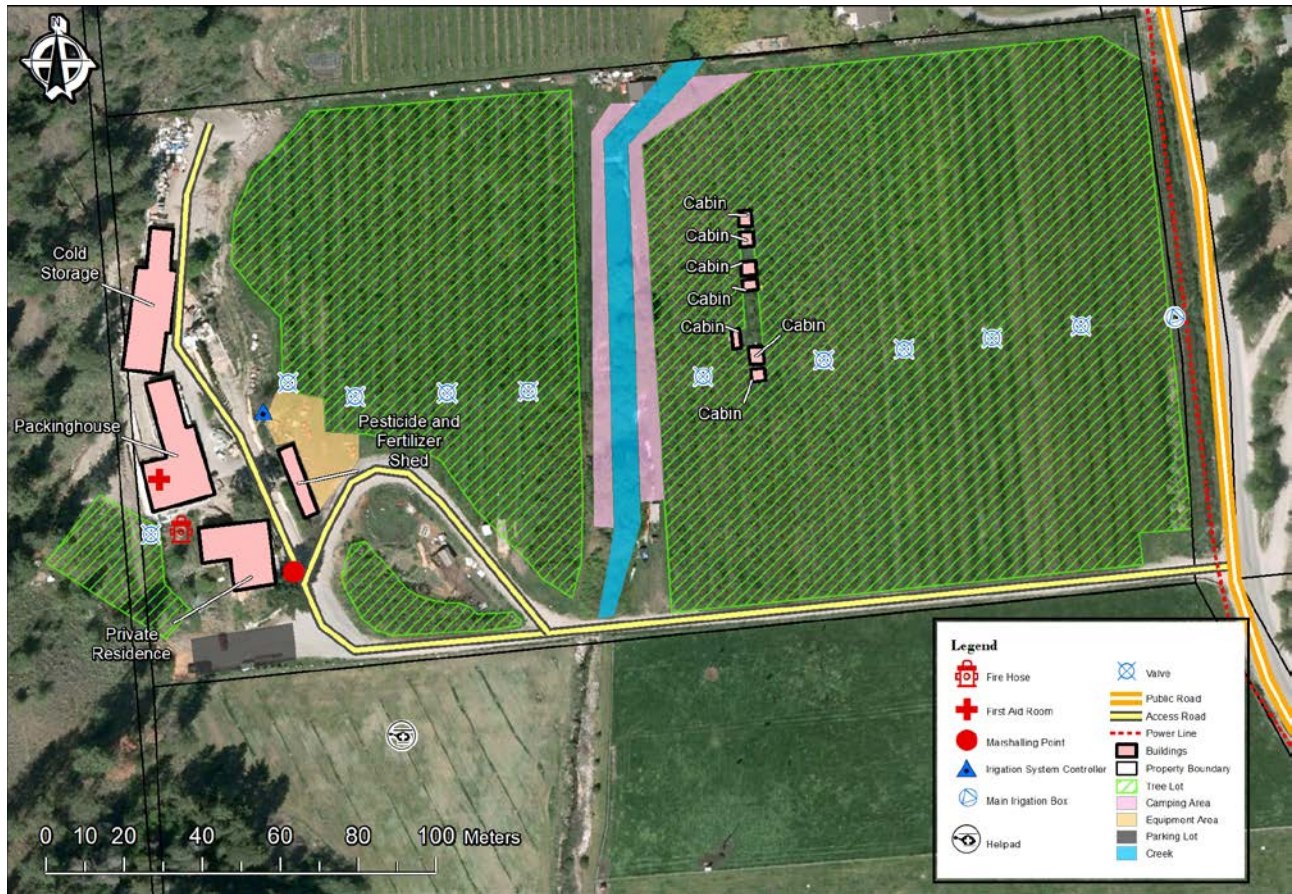 N
Cold
Storage
Packinghouse
Pesticide and
Fertilizer
Shed
Private
Residence
Cabin
Cabin
Cabin
Cabin
Cabin
Cabin
Cabin
0 10 20 40 60 80 100 Meters
Legend
Fire Hose
First Aid Room
Marshalling Point
Irigation System Controller
Main Irrigation Box
Helipad
Valve
Public Road
Access Road
Power Line
Buildings
Property Boundary
Tree Lot
Camping Area
Equipment Area
Parking Lot
Creek